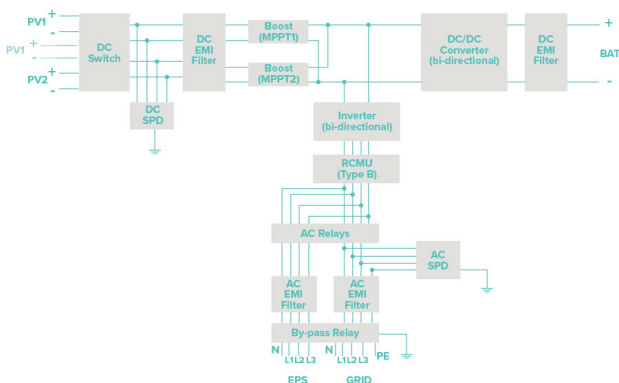 PV1 +
-
PV1 +
-
PV2 +
-
DC
Switch
DC
EMI
Filter
Boost
(MPPT1)
Boost
(MPPT2)
DC/DC
Converter
(bi-directional)
DC
EMI
Filter
+
BAT
-
DC
SPD
Inverter
(bi-directional)
RCMU
(Type B)
AC Relays
AC
SPD
AC
EMI
Filter
AC
EMI
Filter
By-pass Relay
N L1 L2 L3 N L1 L2 L3 PE
EPS GRID